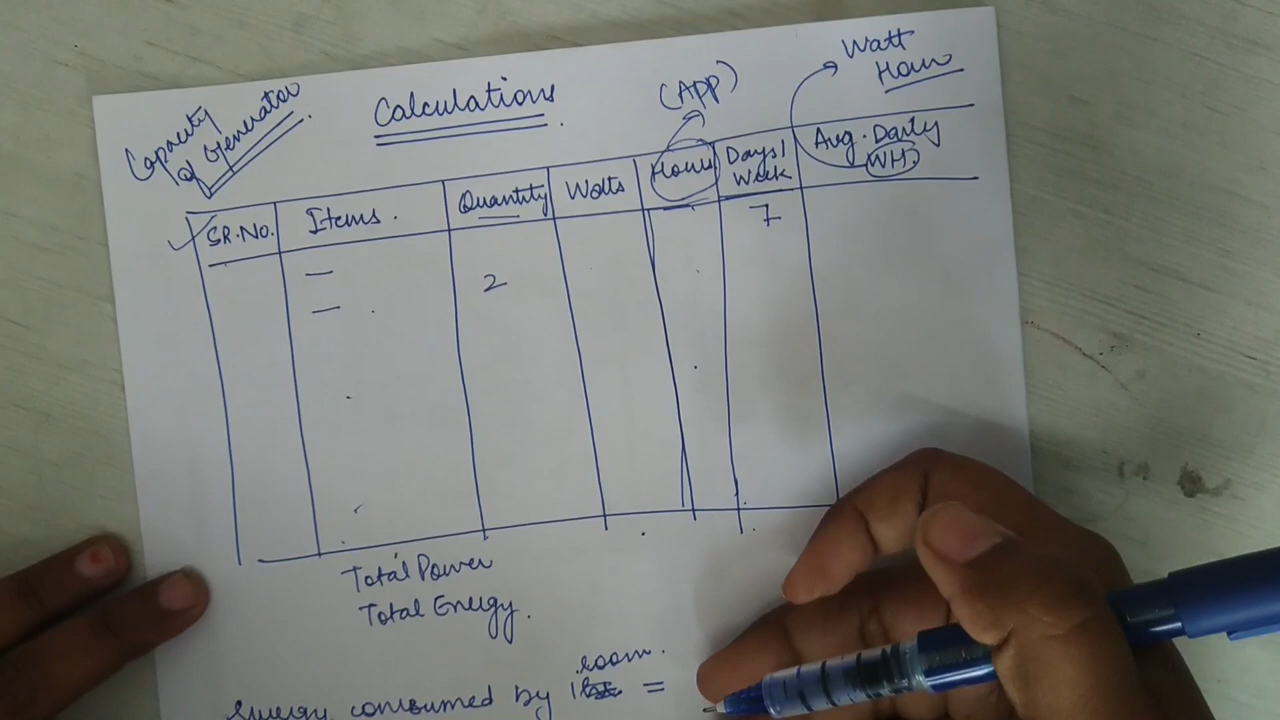 Capacity
of Generator
Calculations
(APP)
Watt
Hour
SR.NO.
Items.
Quantity
Watts
Hours
Days/
Week
Avg. Daily
WH
7
2
Total Power
Total Energy.
room.
Energy consumed by 1 =